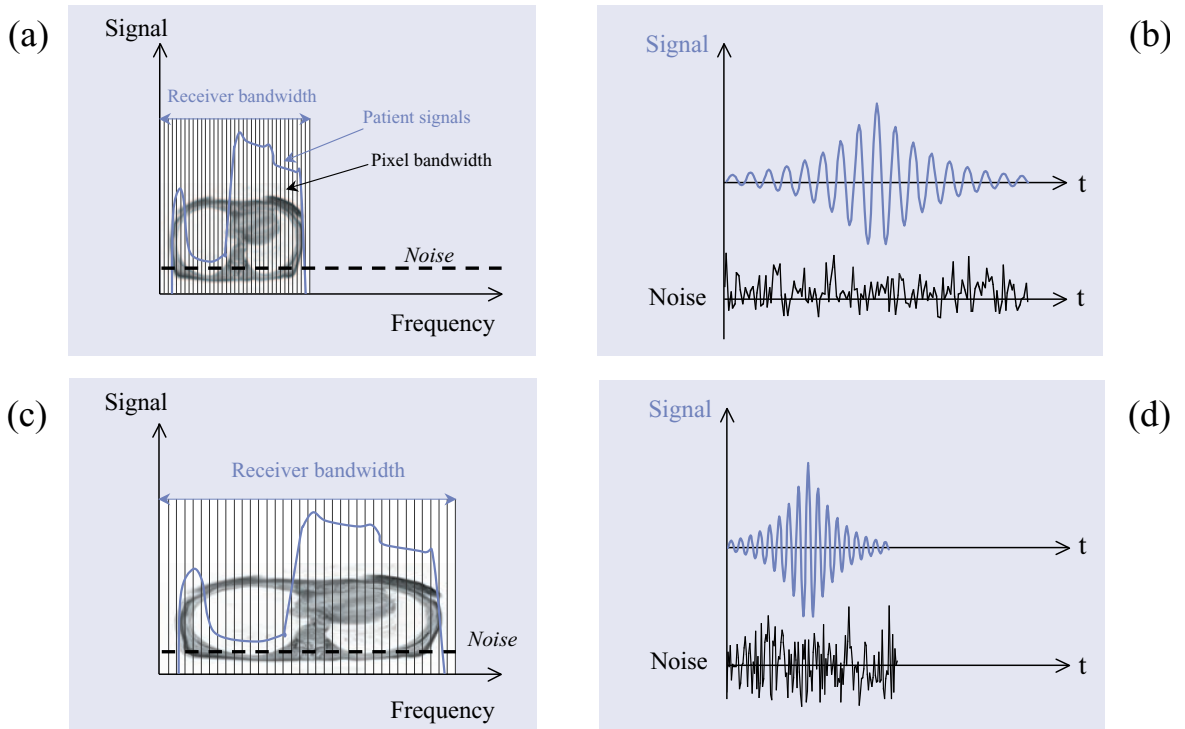 (a)
Signal
Receiver bandwidth
Patient signals
Pixel bandwidth
Noise
Frequency
(b)
Signal
t
Noise
t
(c)
Signal
Receiver bandwidth
Noise
Frequency
(d)
Signal
t
Noise
t